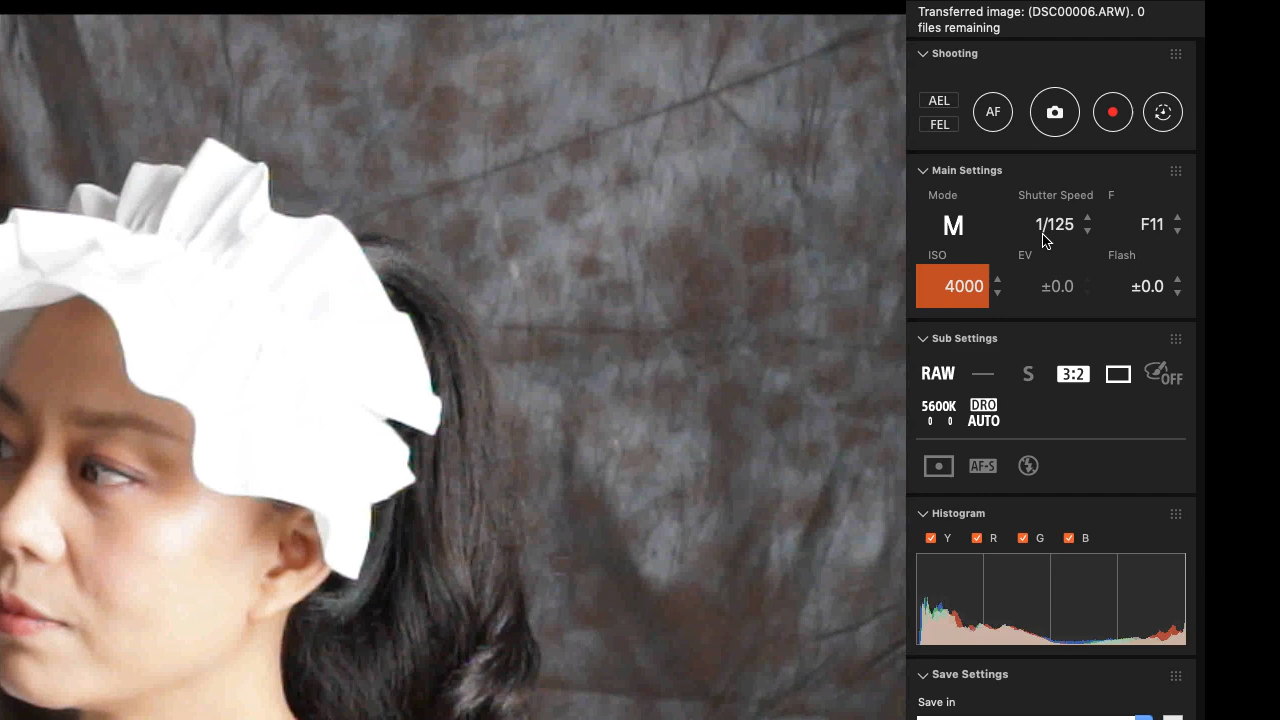 Transferred image: (DSC00006.ARW). 0
files remaining
Shooting
AEL
FEL
AF
Main Settings
Mode Shutter Speed F
M 1/125 F11
ISO EV Flash
4000 ±0.0 ±0.0
Sub Settings
RAW — S 3:2 OFF
5600K DRO
0 0 AUTO
AF-S
Histogram
Y R G B
Save Settings
Save in